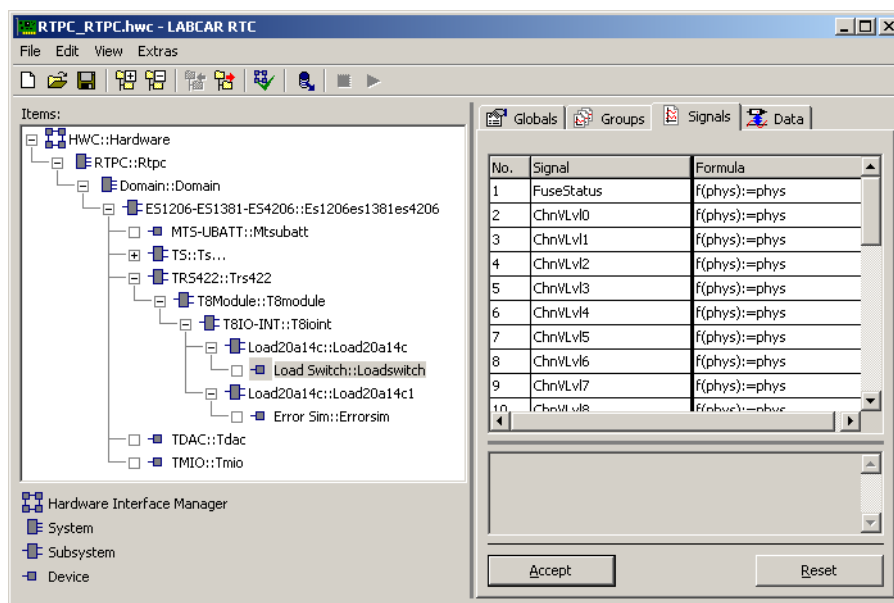 RTPC_RTPC.hwc - LABCAR RTC
File Edit View Extras
Items:
HWC::Hardware
RTPC::Rtpc
Domain::Domain
ES1206-ES1381-ES4206::Es1206es1381es4206
MTS-UBATT::Mtsubatt
TS::Ts...
TRS422::Trs422
T8Module::T8module
T8IO-INT::T8ioint
Load20a14c::Load20a14c
Load Switch::Loadswitch
Load20a14c::Load20a14c1
Error Sim::Errorsim
TDAC::Tdac
TMIO::Tmio
Hardware Interface Manager
System
Subsystem
Device
Globals Groups Signals Data
No. Signal Formula
1 FuseStatus f(phys):=phys
2 ChnVLvl0 f(phys):=phys
3 ChnVLvl1 f(phys):=phys
4 ChnVLvl2 f(phys):=phys
5 ChnVLvl3 f(phys):=phys
6 ChnVLvl4 f(phys):=phys
7 ChnVLvl5 f(phys):=phys
8 ChnVLvl6 f(phys):=phys
9 ChnVLvl7 f(phys):=phys
10 ChnVLvl8 f(phys):=phys
Accept Reset